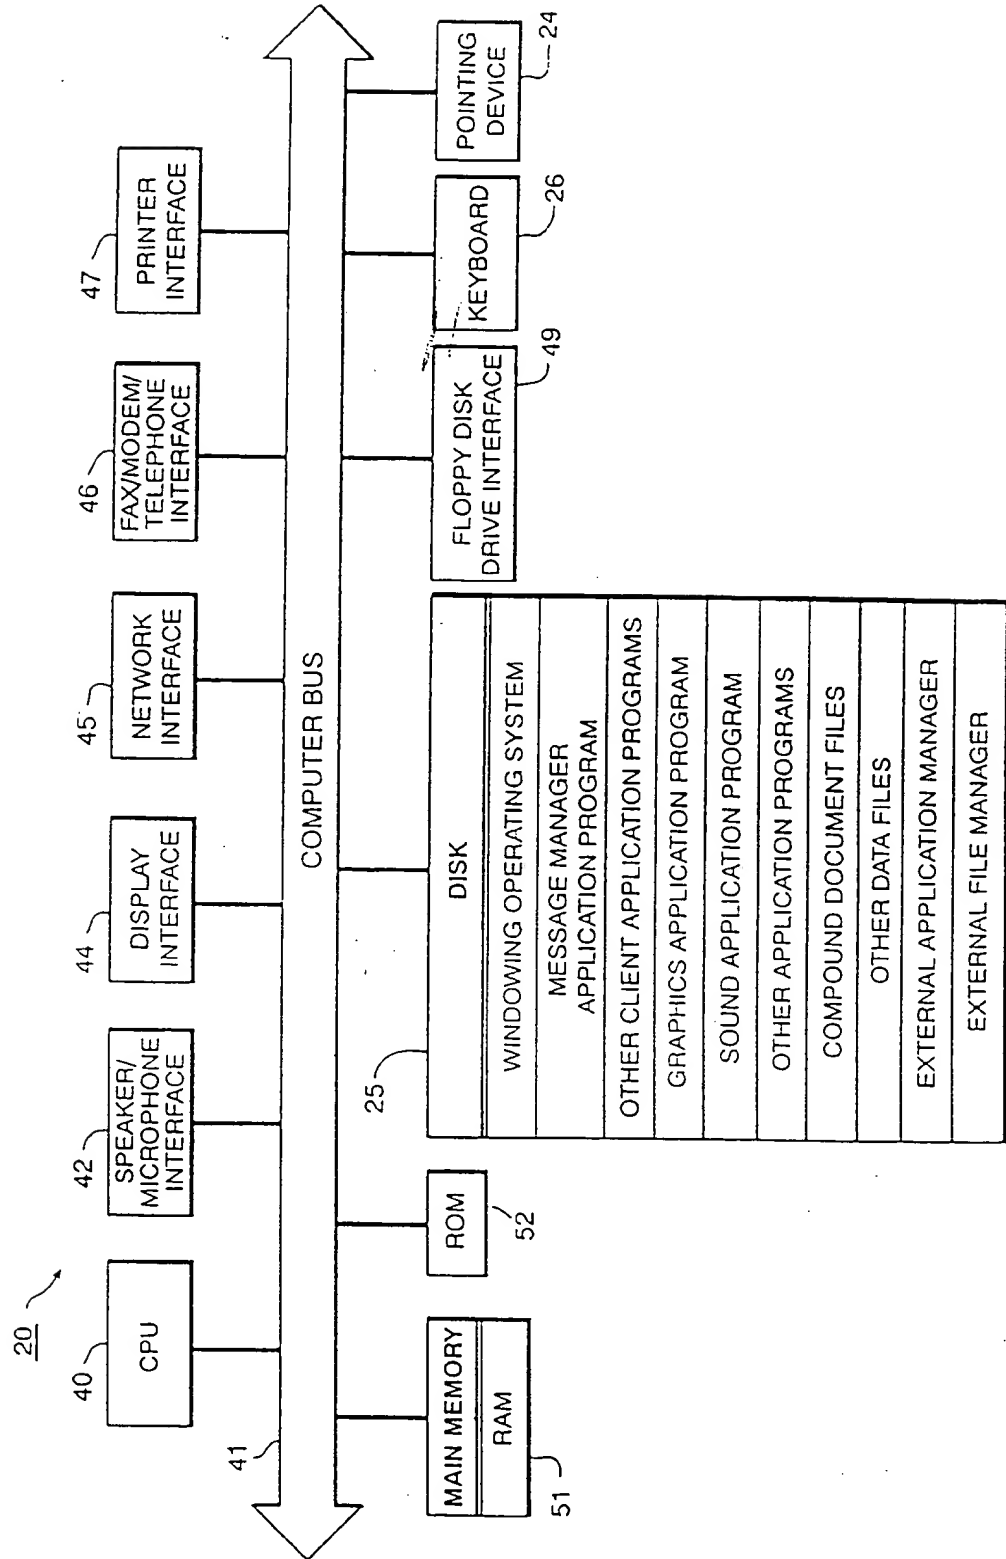 20
40
CPU
42
SPEAKER/
MICROPHONE
INTERFACE
44
DISPLAY
INTERFACE
45
NETWORK
INTERFACE
46
FAX/MODEM/
TELEPHONE
INTERFACE
47
PRINTER
INTERFACE
41
COMPUTER BUS
MAIN MEMORY
RAM
51
ROM
52
25
DISK
WINDOWING OPERATING SYSTEM
MESSAGE MANAGER
APPLICATION PROGRAM
OTHER CLIENT APPLICATION PROGRAMS
GRAPHICS APPLICATION PROGRAM
SOUND APPLICATION PROGRAM
OTHER APPLICATION PROGRAMS
COMPOUND DOCUMENT FILES
OTHER DATA FILES
EXTERNAL APPLICATION MANAGER
EXTERNAL FILE MANAGER
FLOPPY DISK
DRIVE INTERFACE
49
KEYBOARD
26
POINTING
DEVICE
24